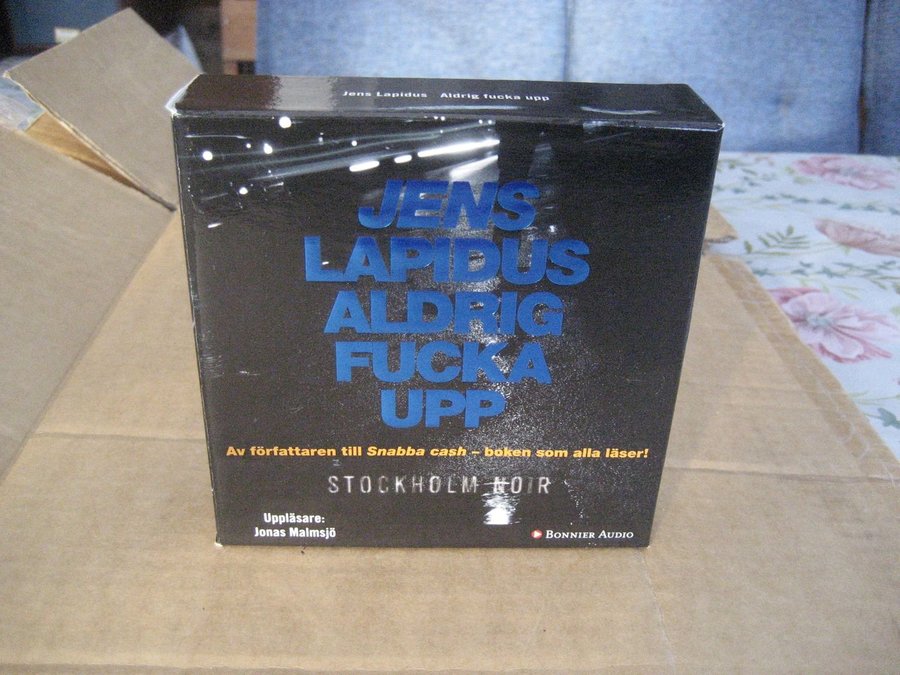 Jens Lapidus Aldrig fucka upp
JENS
LAPIDUS
ALDRIG
FUCKA
UPP
Av författaren till Snabba cash – boken som alla läser!
STOCKHOLM NOIR
Uppläsare:
Jonas Malmsjö
BONNIER AUDIO